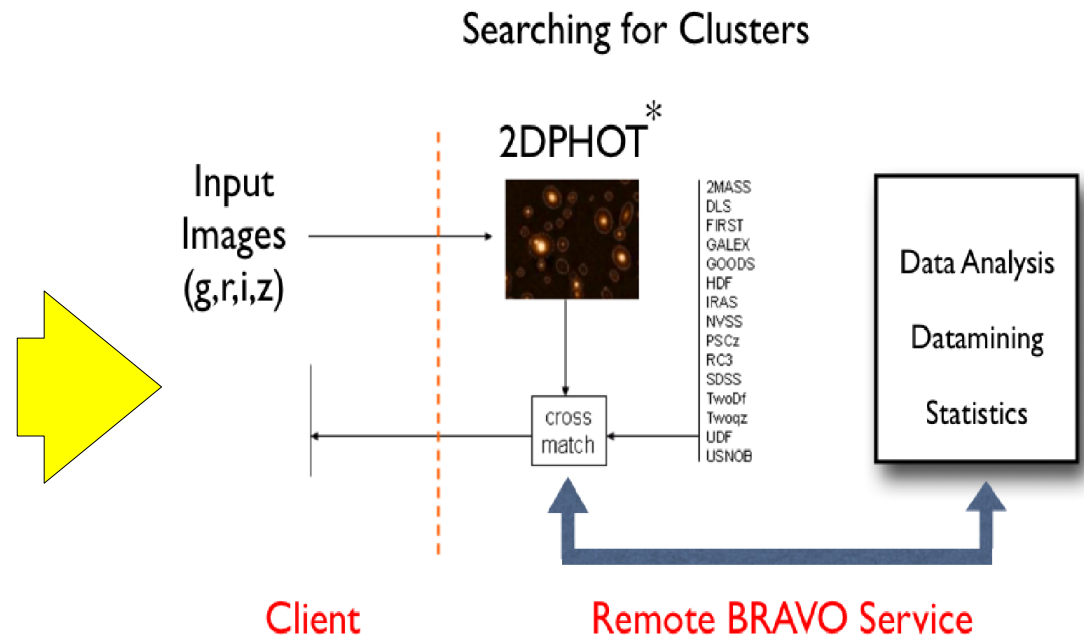 Searching for Clusters
Input
Images
(g,r,i,z)
2DPHOT*
2MASS
DLS
FIRST
GALEX
GOODS
HDF
IRAS
NVSS
PSCz
RC3
SDSS
TwoDf
Twoqz
UDF
USNOB
cross
match
Data Analysis
Datamining
Statistics
Client
Remote BRAVO Service